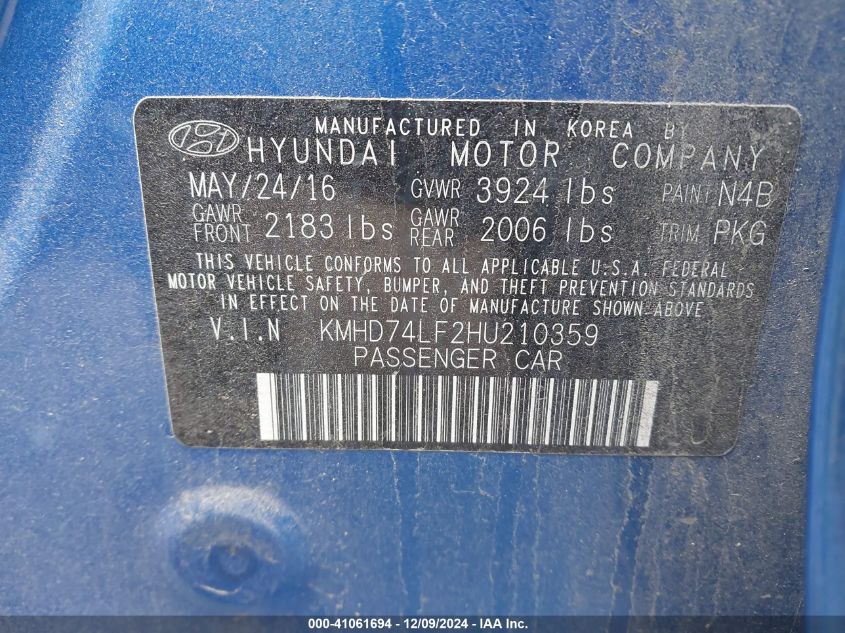 MANUFACTURED IN KOREA BY
HYUNDAI MOTOR COMPANY
MAY/24/16 GVWR 3924 lbs PAINT N4B
GAWR FRONT 2183 lbs GAWR REAR 2006 lbs TRIM PKG
THIS VEHICLE CONFORMS TO ALL APPLICABLE U.S.A. FEDERAL
MOTOR VEHICLE SAFETY, BUMPER, AND THEFT PREVENTION STANDARDS
IN EFFECT ON THE DATE OF MANUFACTURE SHOWN ABOVE
V.I.N KMHD74LF2HU210359
PASSENGER CAR
000-41061694 - 12/09/2024 - IAA, Inc.